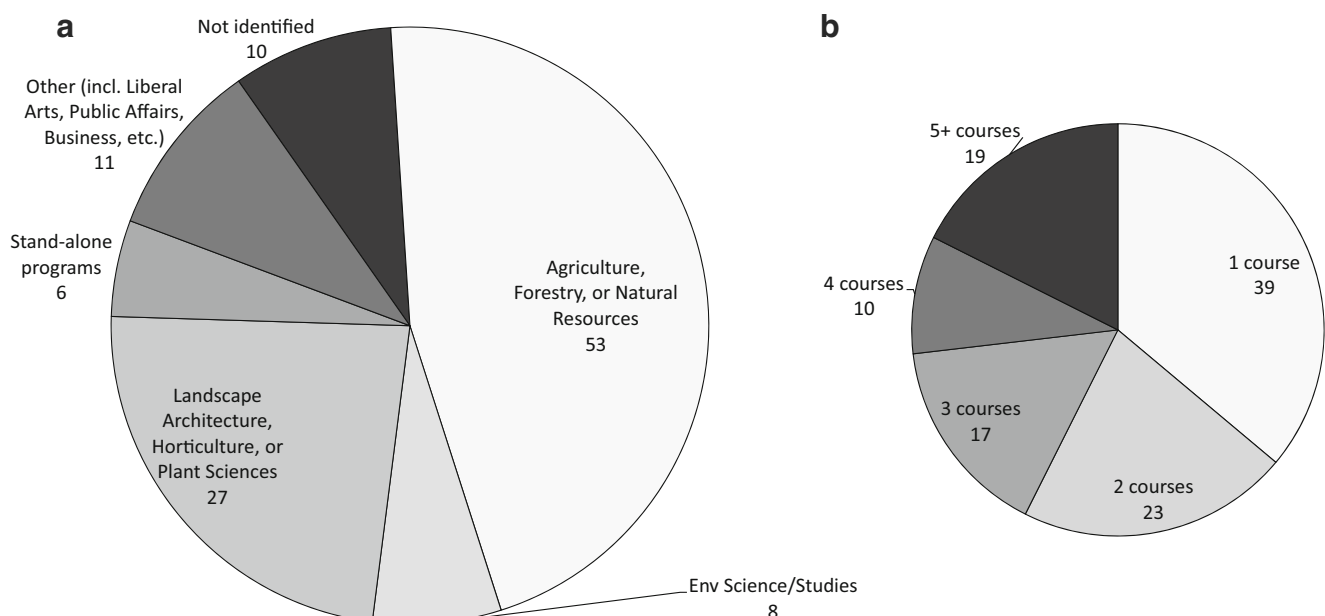 a
Not identified
10
Other (incl. Liberal
Arts, Public Affairs,
Business, etc.)
11
Stand-alone
programs
6
Agriculture,
Forestry, or Natural
Resources
53
Landscape
Architecture,
Horticulture, or
Plant Sciences
27
Env Science/Studies
8
b
5+ courses
19
1 course
39
4 courses
10
3 courses
17
2 courses
23